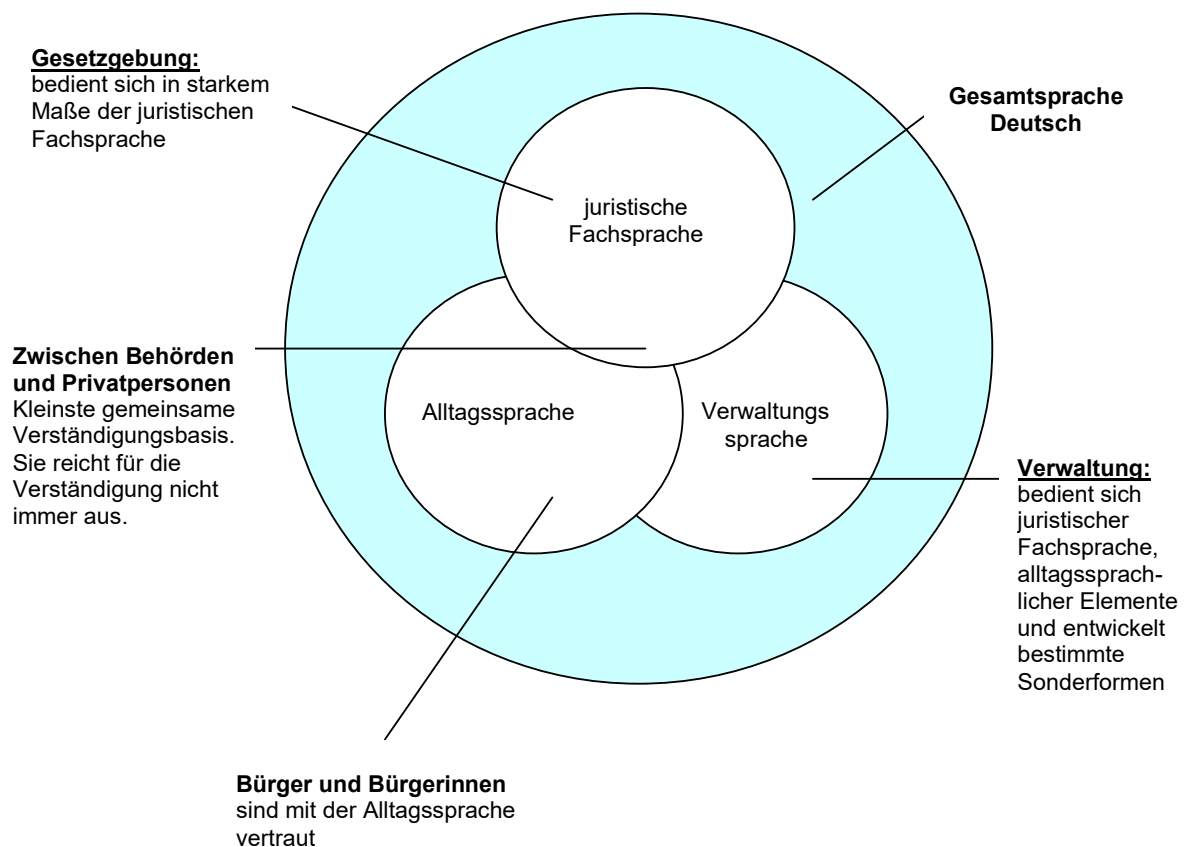 Gesetzgebung:
bedient sich in starkem
Maße der juristischen
Fachsprache
Gesamtsprache
Deutsch
juristische
Fachsprache
Zwischen Behörden
und Privatpersonen
Kleinste gemeinsame
Verständigungsbasis.
Sie reicht für die
Verständigung nicht
immer aus.
Alltagssprache
Verwaltungs
sprache
Verwaltung:
bedient sich
juristischer
Fachsprache,
alltagssprach-
licher Elemente
und entwickelt
bestimmte
Sonderformen
Bürger und Bürgerinnen
sind mit der Alltagssprache
vertraut